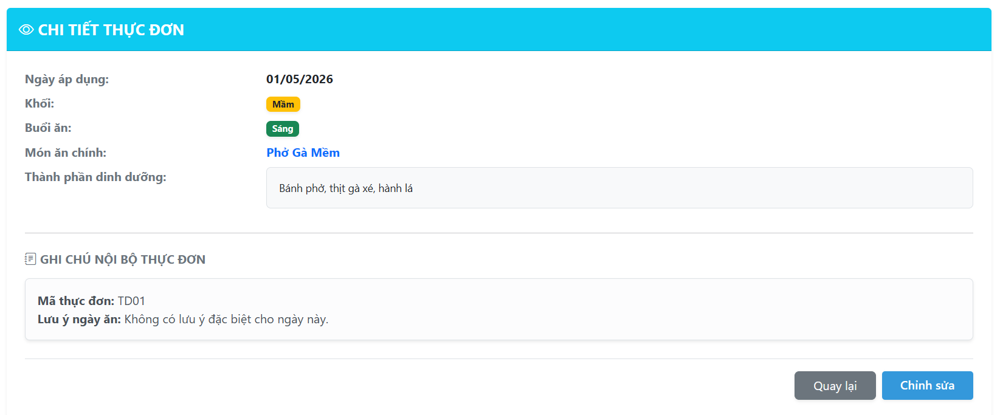 CHI TIẾT THỰC ĐƠN
Ngày áp dụng: 01/05/2026
Khối: Mầm
Buổi ăn: Sáng
Món ăn chính: Phở Gà Mềm
Thành phần dinh dưỡng: Bánh phở, thịt gà xé, hành lá
GHI CHÚ NỘI BỘ THỰC ĐƠN
Mã thực đơn: TD01
Lưu ý ngày ăn: Không có lưu ý đặc biệt cho ngày này.
Quay lại Chỉnh sửa